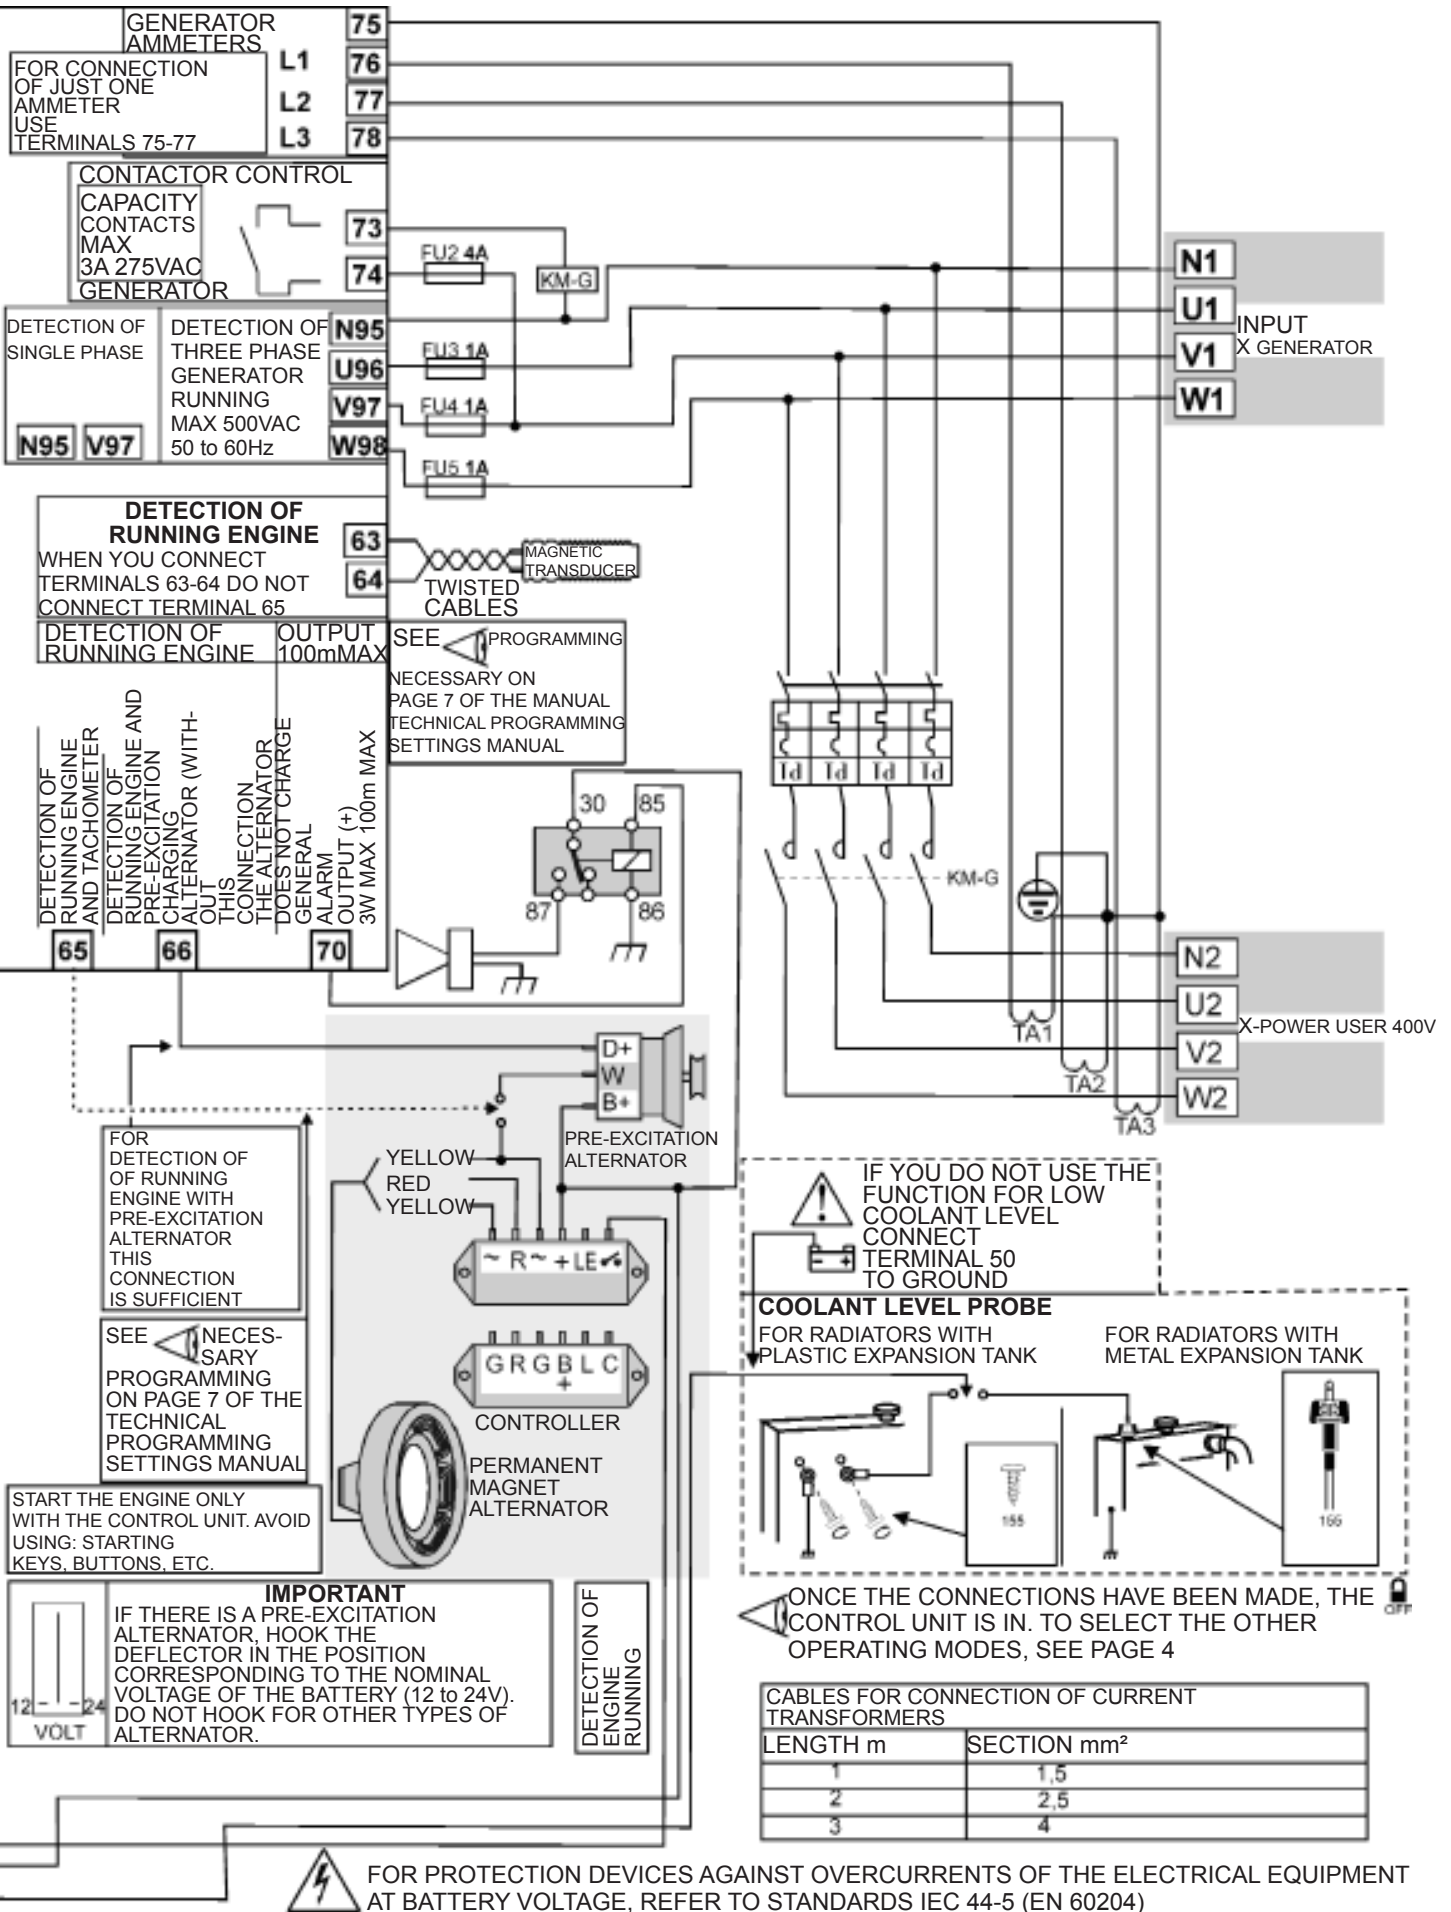 GENERATOR
AMMETERS
75
L1
76
L2
77
L3
78
FOR CONNECTION
OF JUST ONE
AMMETER
USE
TERMINALS 75-77
CONTACTOR CONTROL
CAPACITY
CONTACTS
MAX
3A 275VAC
GENERATOR
73
74
FU2 4A
KM-G
DETECTION OF
SINGLE PHASE
N95
V97
DETECTION OF
THREE PHASE
GENERATOR
RUNNING
MAX 500VAC
50 to 60Hz
N95
U96
V97
W98
FU3 1A
FU4 1A
FU5 1A
N1
U1
V1
W1
INPUT
X GENERATOR
DETECTION OF
RUNNING ENGINE
WHEN YOU CONNECT
TERMINALS 63-64 DO NOT
CONNECT TERMINAL 65
63
64
MAGNETIC
TRANSDUCER
TWISTED
CABLES
DETECTION OF
RUNNING ENGINE
OUTPUT
100mMAX
SEE PROGRAMMING
NECESSARY ON
PAGE 7 OF THE MANUAL
TECHNICAL PROGRAMMING
SETTINGS MANUAL
DETECTION OF
RUNNING ENGINE
AND TACHOMETER
DETECTION OF
RUNNING ENGINE AND
PRE-EXCITATION
CHARGING
ALTERNATOR (WITH-
OUT
THIS
CONNECTION
THE ALTERNATOR
DOES NOT CHARGE
GENERAL
ALARM
OUTPUT (+)
3W MAX 100m MAX
65
66
70
30
85
87
86
Id
Id
Id
Id
KM-G
N2
U2
V2
W2
X-POWER USER 400V
TA1
TA2
TA3
D+
W
B+
PRE-EXCITATION
ALTERNATOR
FOR
DETECTION OF
OF RUNNING
ENGINE WITH
PRE-EXCITATION
ALTERNATOR
THIS
CONNECTION
IS SUFFICIENT
YELLOW
RED
YELLOW
~ R ~ + LE
G R G B L C
+
CONTROLLER
PERMANENT
MAGNET
ALTERNATOR
SEE NECES-
SARY
PROGRAMMING
ON PAGE 7 OF THE
TECHNICAL
PROGRAMMING
SETTINGS MANUAL
START THE ENGINE ONLY
WITH THE CONTROL UNIT. AVOID
USING: STARTING
KEYS, BUTTONS, ETC.
IF YOU DO NOT USE THE
FUNCTION FOR LOW
COOLANT LEVEL
CONNECT
TERMINAL 50
TO GROUND
- +
COOLANT LEVEL PROBE
FOR RADIATORS WITH
PLASTIC EXPANSION TANK
FOR RADIATORS WITH
METAL EXPANSION TANK
155
166
12 - - 24
VOLT
IMPORTANT
IF THERE IS A PRE-EXCITATION
ALTERNATOR, HOOK THE
DEFLECTOR IN THE POSITION
CORRESPONDING TO THE NOMINAL
VOLTAGE OF THE BATTERY (12 to 24V).
DO NOT HOOK FOR OTHER TYPES OF
ALTERNATOR.
DETECTION OF
ENGINE
RUNNING
ONCE THE CONNECTIONS HAVE BEEN MADE, THE
CONTROL UNIT IS IN. TO SELECT THE OTHER
OPERATING MODES, SEE PAGE 4
OFF
CABLES FOR CONNECTION OF CURRENT
TRANSFORMERS
LENGTH m SECTION mm²
1 1,5
2 2,5
3 4
FOR PROTECTION DEVICES AGAINST OVERCURRENTS OF THE ELECTRICAL EQUIPMENT
AT BATTERY VOLTAGE, REFER TO STANDARDS IEC 44-5 (EN 60204)